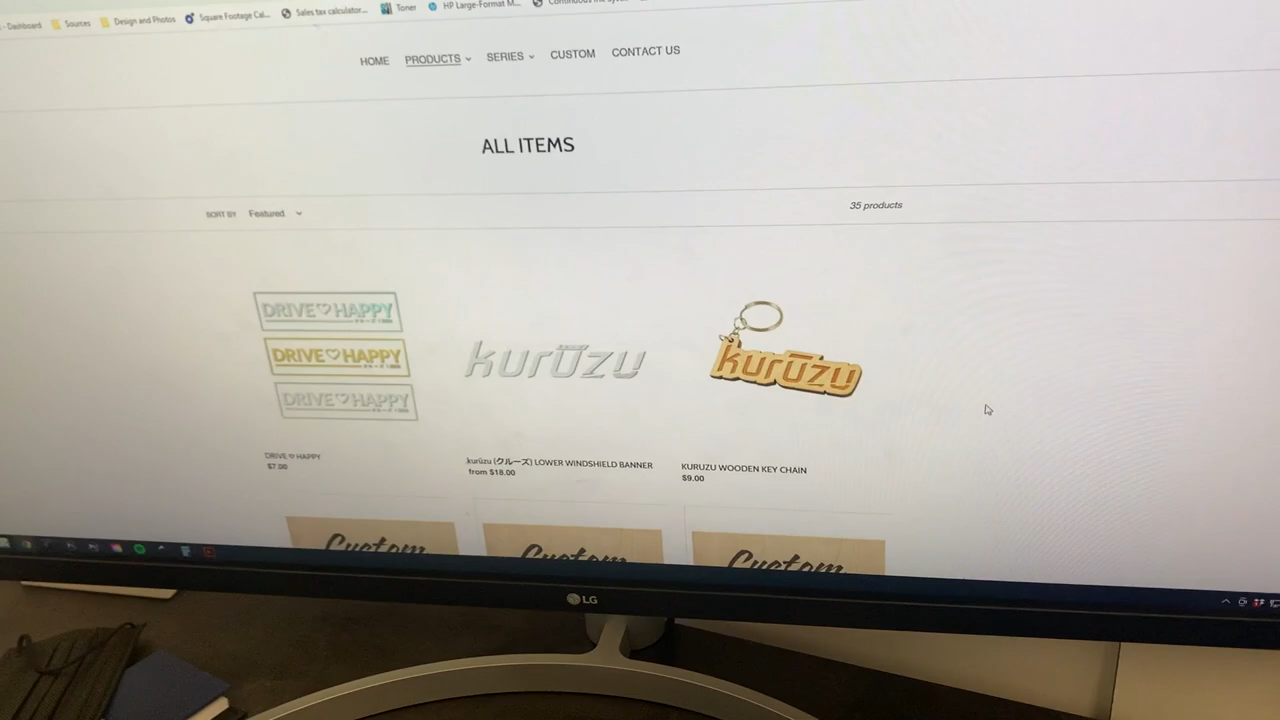 - Dashboard Sources Design and Photos Square Footage Cal... Sales tax calculator... Toner HP Large-Format M...
HOME PRODUCTS SERIES CUSTOM CONTACT US
ALL ITEMS
SORT BY Featured
35 products
DRIVE♡HAPPY
DRIVE♡HAPPY
DRIVE♡HAPPY
kurūzu
kurūzu
DRIVE ♡ HAPPY
$7.00
kurūzu (クルーズ) LOWER WINDSHIELD BANNER
from $18.00
KURUZU WOODEN KEY CHAIN
$9.00
Custom
Custom
Custom
LG